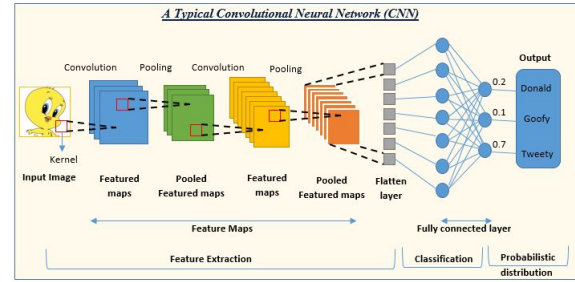 A Typical Convolutional Neural Network (CNN)
Convolution
Pooling
Convolution
Pooling
Output
0.2
Donald
0.1
Goofy
0.7
Tweety
Kernel
Input Image
Featured maps
Pooled Featured maps
Featured maps
Pooled Featured maps
Flatten layer
Feature Maps
Fully connected layer
Feature Extraction
Classification
Probabilistic distribution